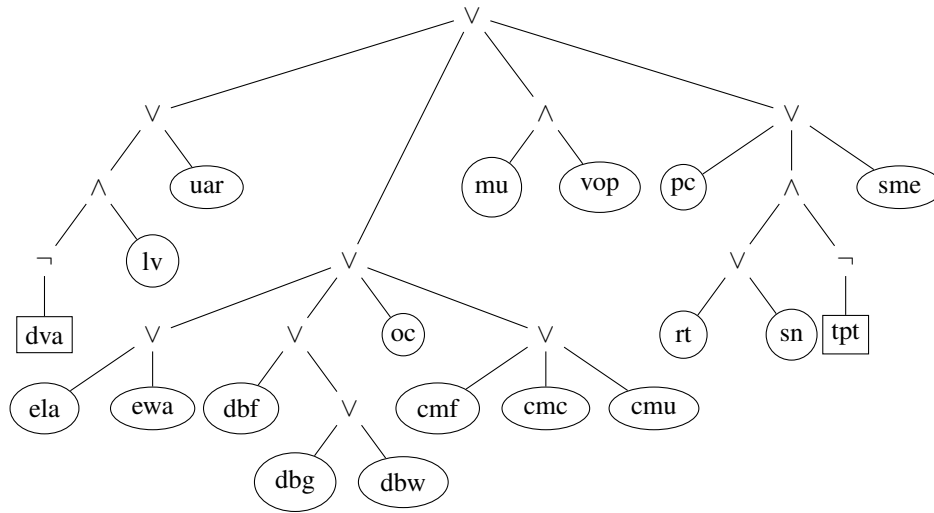 ∨
∨ ∧ ∨
∧ uar mu vop pc ∧ sme
¬ lv ∨ ∨ ¬
dva ∨ ∨ oc ∨ rt sn tpt
ela ewa dbf ∨ cmf cmc cmu
dbg dbw